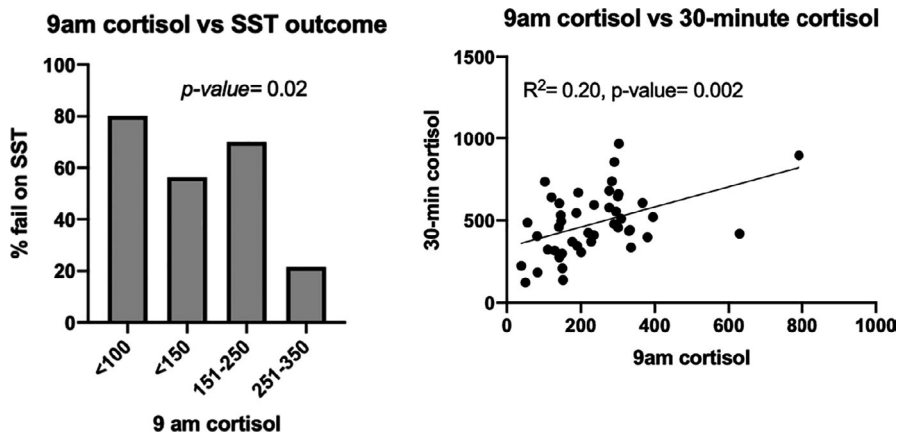 9am cortisol vs SST outcome
p-value= 0.02
% fail on SST
100
80
60
40
20
0
<100
<150
151-250
251-350
9 am cortisol
9am cortisol vs 30-minute cortisol
R²= 0.20, p-value= 0.002
30-min cortisol
1500
1000
500
0
0 200 400 600 800 1000
9am cortisol